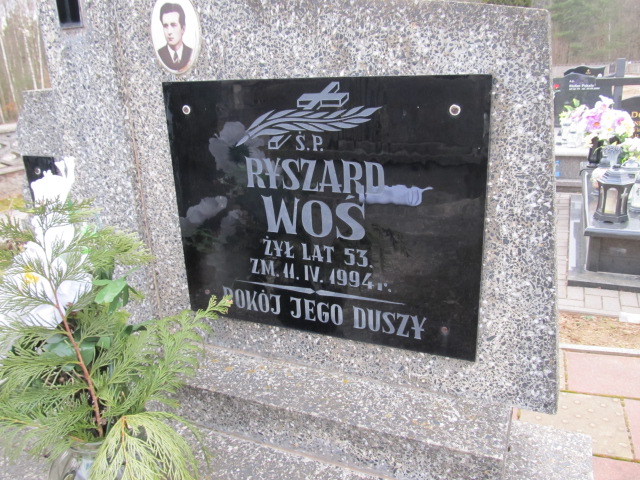 Ś.P.
RYSZARD
WOŚ
ŻYŁ LAT 53.
ZM. 11. IV. 1994 r.
POKÓJ JEGO DUSZY